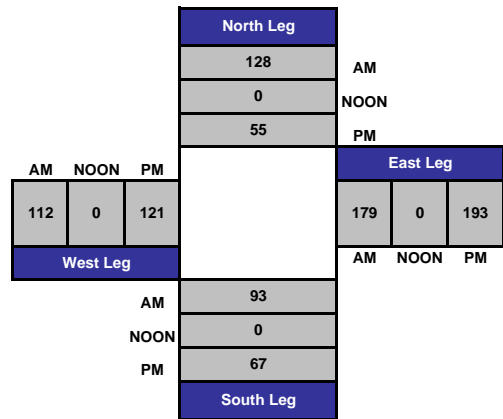 North Leg
128 AM
0 NOON
55 PM
AM NOON PM East Leg
112 0 121 179 0 193
West Leg AM NOON PM
AM 93
NOON 0
PM 67
South Leg